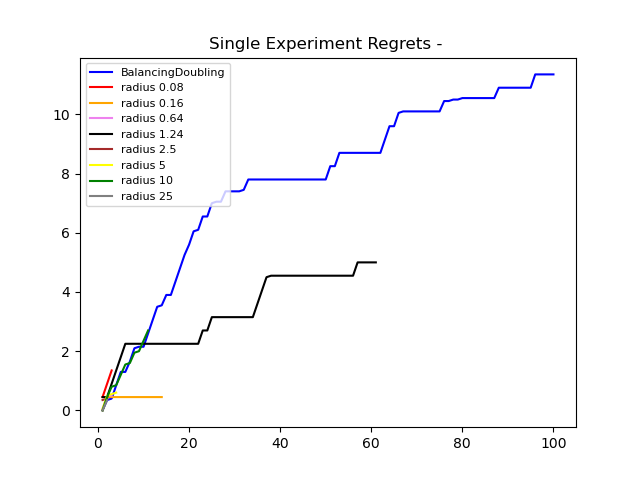 Single Experiment Regrets -
BalancingDoubling
radius 0.08
radius 0.16
radius 0.64
radius 1.24
radius 2.5
radius 5
radius 10
radius 25
10
8
6
4
2
0
0 20 40 60 80 100